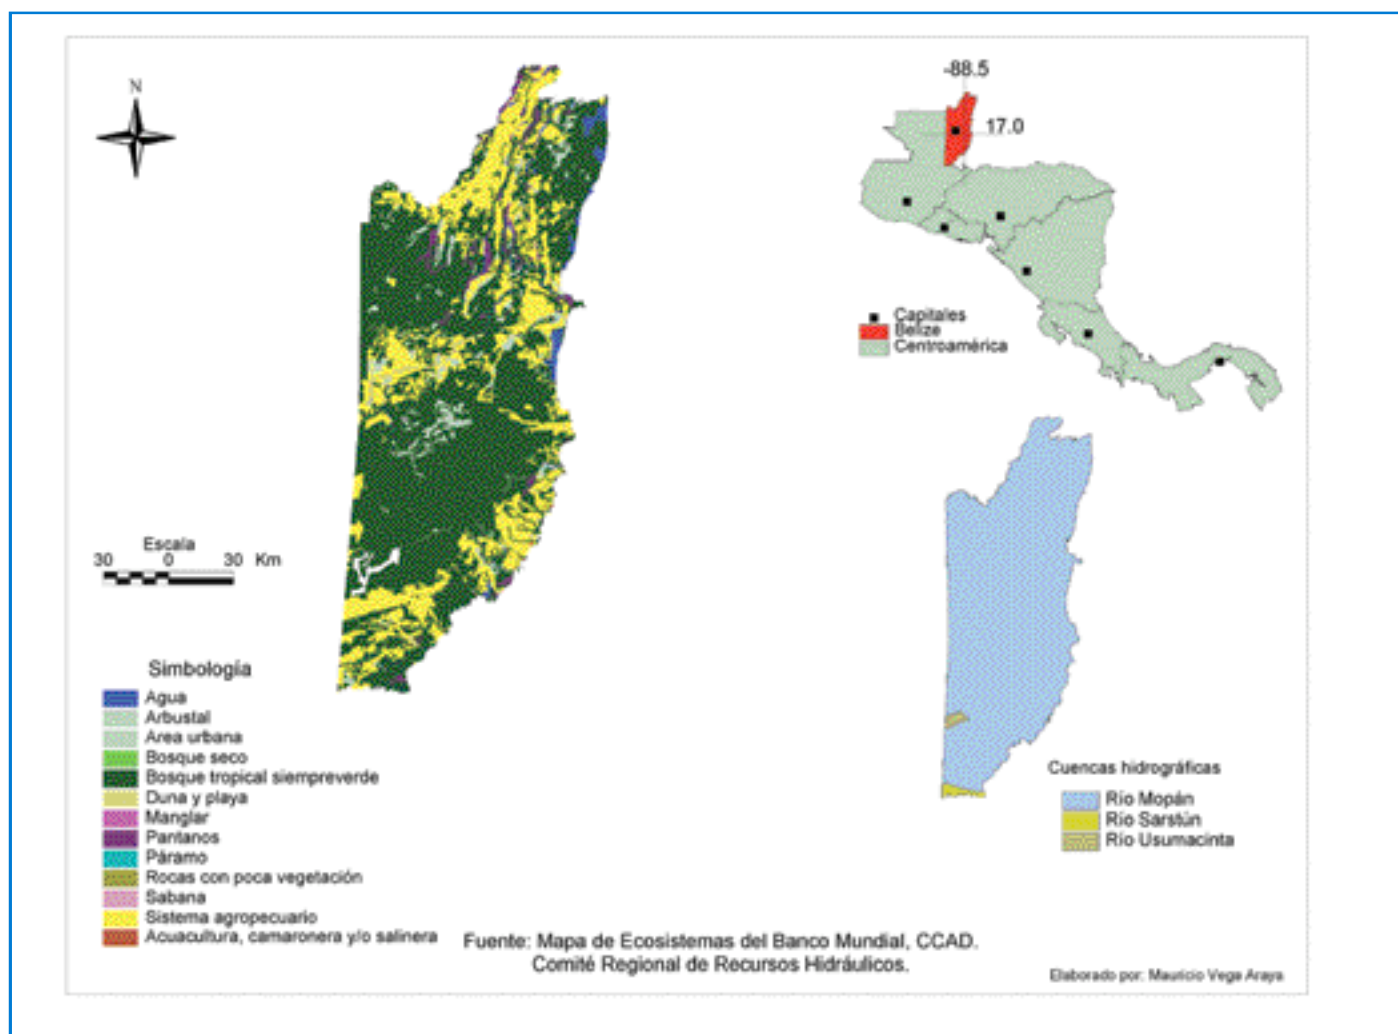 N
-88.5
17.0
Capitales
Belize
Centroamérica
Escala
30 0 30 Km
Simbología
Agua
Arbustal
Area urbana
Bosque seco
Bosque tropical siempreverde
Duna y playa
Manglar
Pantanos
Páramo
Rocas con poca vegetación
Sabana
Sistema agropecuario
Acuacultura, camaronera y/o salinera
Cuencas hidrográficas
Río Mopán
Río Sarstún
Río Usumacinta
Fuente: Mapa de Ecosistemas del Banco Mundial, CCAD.
Comité Regional de Recursos Hidráulicos.
Elaborado por: Mauricio Vega Araya